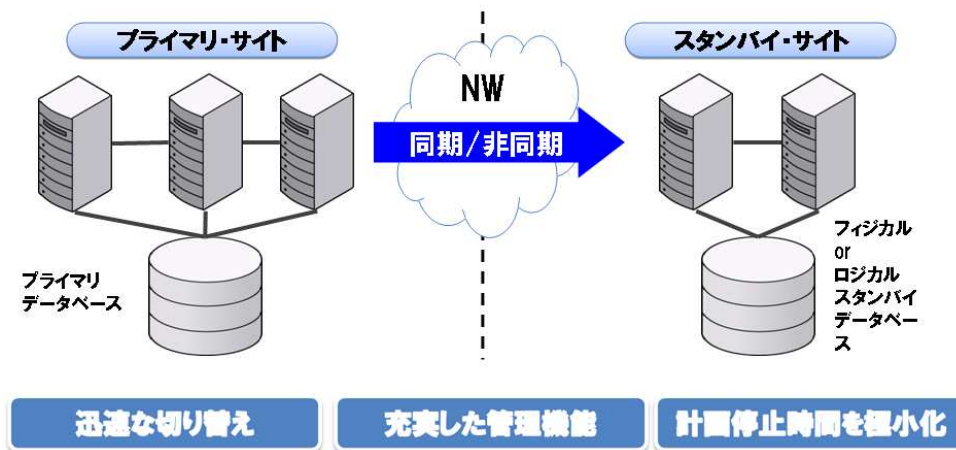 プライマリ・サイト
スタンバイ・サイト
NW
同期/非同期
プライマリ
データベース
フィジカル
or
ロジカル
スタンバイ
データベー
ス
迅速な切り替え
充実した管理機能
計画停止時間を極小化